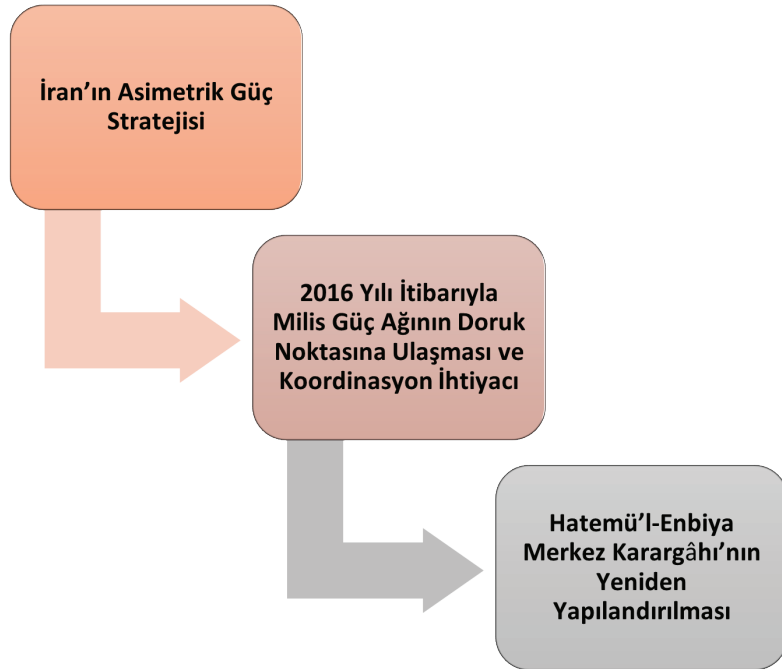 İran’ın Asimetrik Güç
Stratejisi
2016 Yılı İtibarıyla
Milis Güç Ağının Doruk
Noktasına Ulaşması ve
Koordinasyon İhtiyacı
Hatemü’l-Enbiya
Merkez Karargâhı’nın
Yeniden
Yapılandırılması